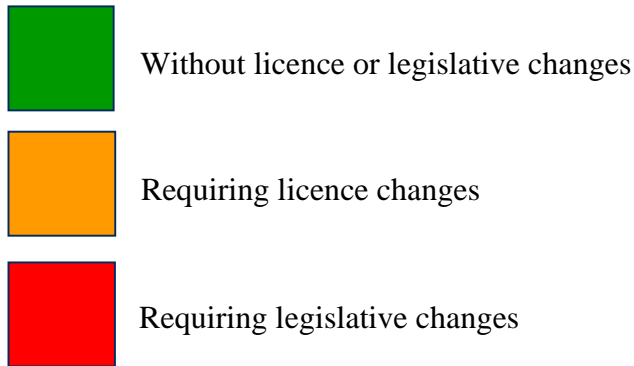 Without licence or legislative changes
Requiring licence changes
Requiring legislative changes